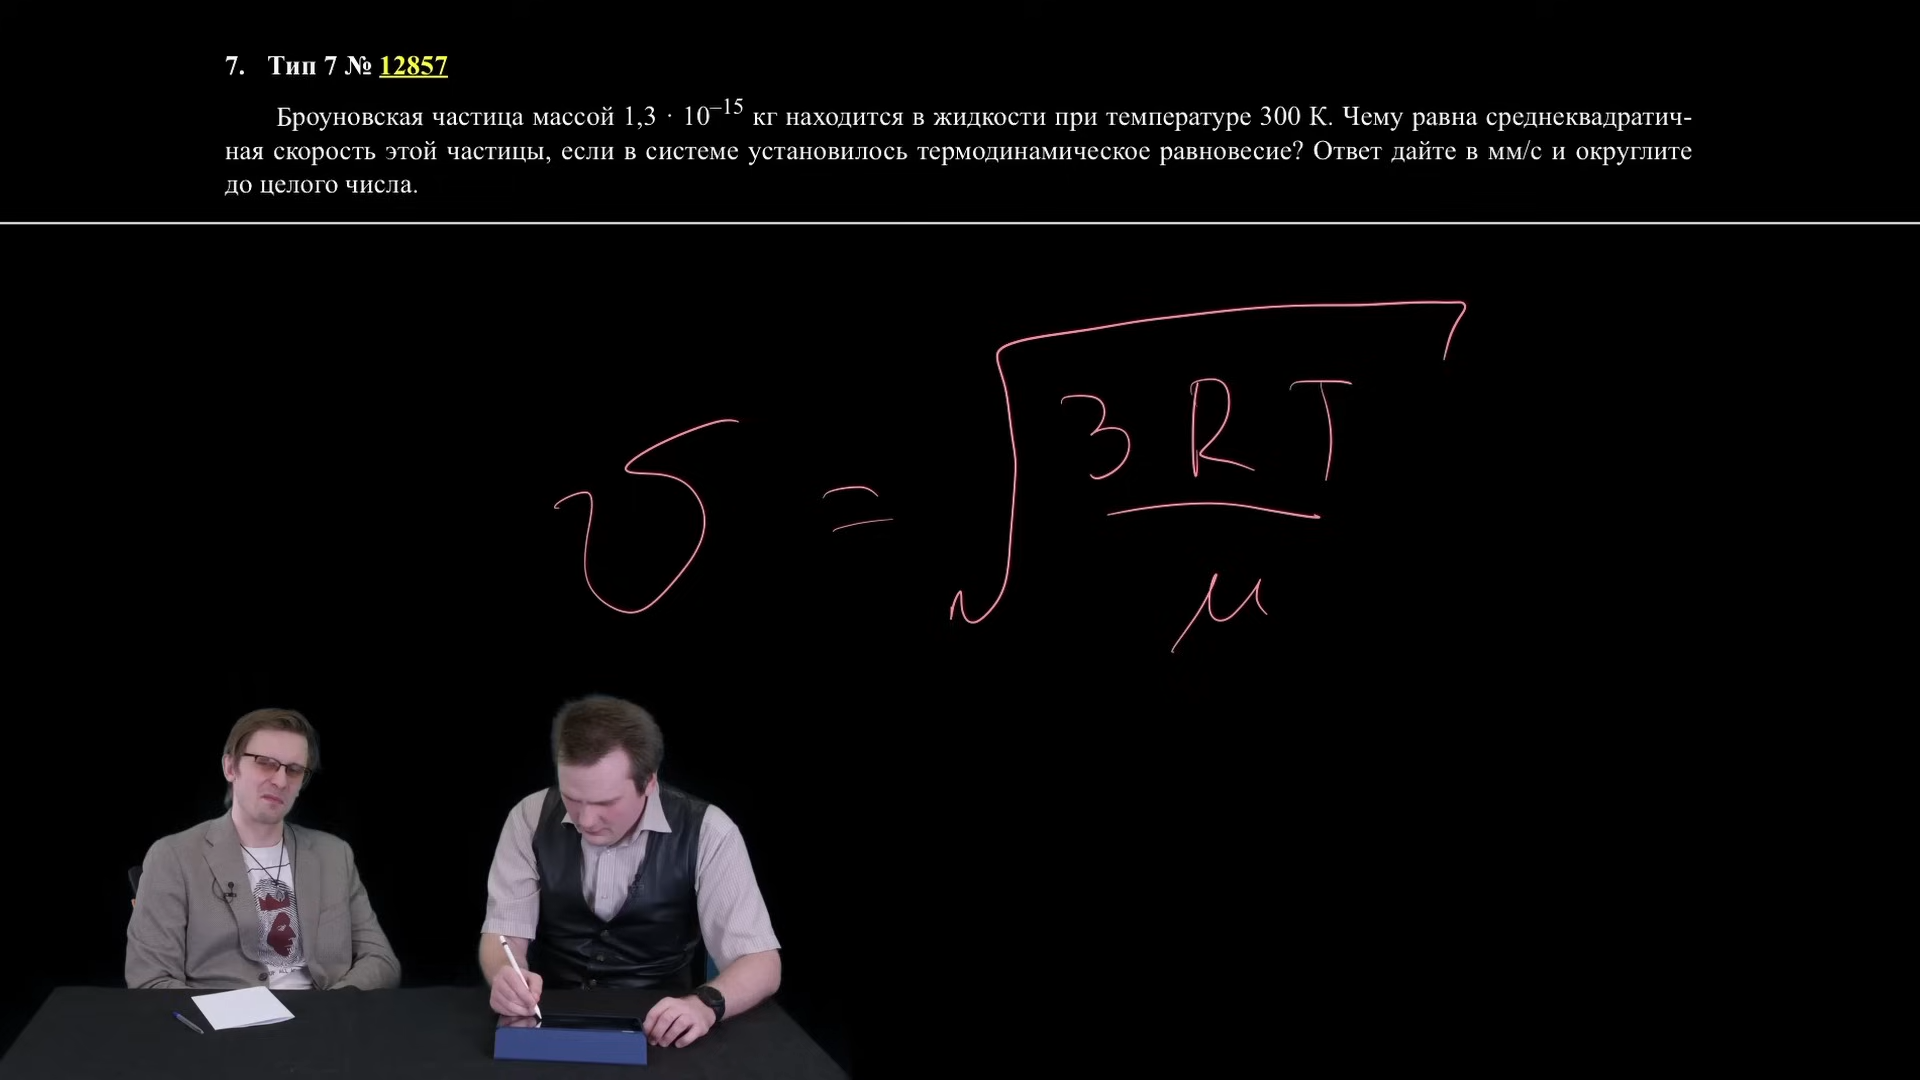 7. Тип 7 № 12857
Броуновская частица массой 1,3 · 10⁻¹⁵ кг находится в жидкости при температуре 300 К. Чему равна среднеквадратич-
ная скорость этой частицы, если в системе установилось термодинамическое равновесие? Ответ дайте в мм/с и округлите
до целого числа.
υ = √(3RT/μ)